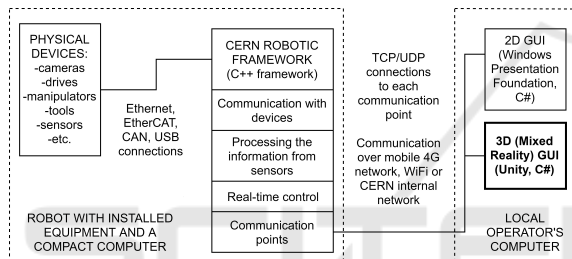 PHYSICAL
DEVICES:
-cameras
-drives
-manipulators
-tools
-sensors
-etc.
Ethernet,
EtherCAT,
CAN, USB
connections
ROBOT WITH INSTALLED
EQUIPMENT AND A
COMPACT COMPUTER
CERN ROBOTIC
FRAMEWORK
(C++ framework)
Communication with
devices
Processing the
information from
sensors
Real-time control
Communication
points
TCP/UDP
connections
to each
communication
point
Communication
over mobile 4G
network, WiFi or
CERN internal
network
2D GUI
(Windows
Presentation
Foundation,
C#)
3D (Mixed
Reality) GUI
(Unity, C#)
LOCAL
OPERATOR'S
COMPUTER